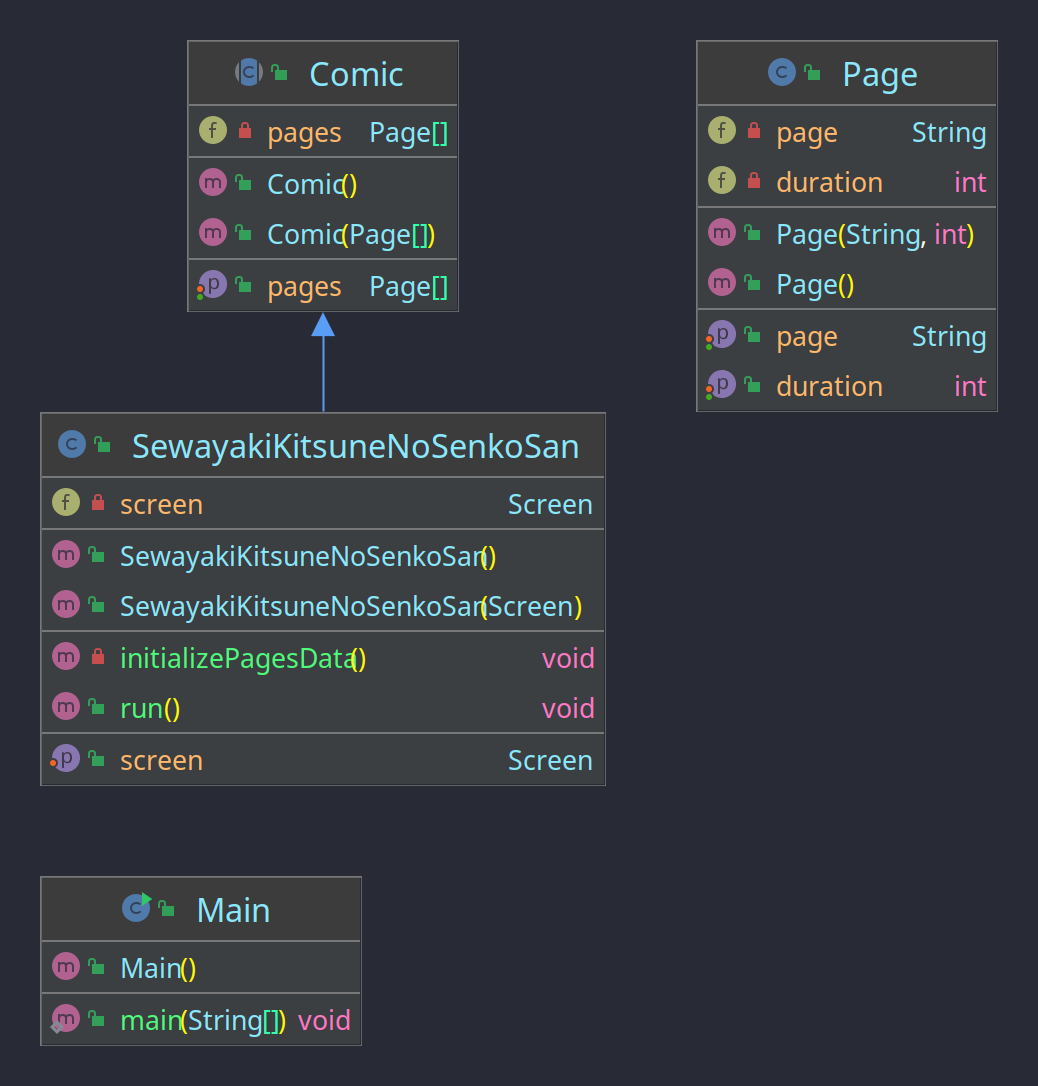 Comic
pages Page[]
Comic()
Comic(Page[])
pages Page[]
Page
page String
duration int
Page(String, int)
Page()
page String
duration int
SewayakiKitsuneNoSenkoSan
screen Screen
SewayakiKitsuneNoSenkoSan()
SewayakiKitsuneNoSenkoSan(Screen)
initializePagesData() void
run() void
screen Screen
Main
Main()
main(String[]) void